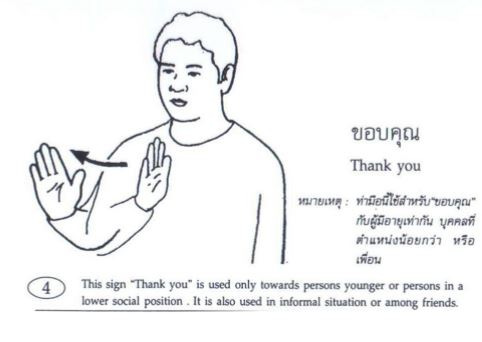 ขอบคุณ
Thank you
หมายเหตุ : ท่ามือนี้ใช้สำหรับ"ขอบคุณ"
กับผู้มีอายุเท่ากัน บุคคลที่
ตำแหน่งน้อยกว่า หรือ
เพื่อน
4 This sign "Thank you" is used only towards persons younger or persons in a
lower social position . It is also used in informal situation or among friends.